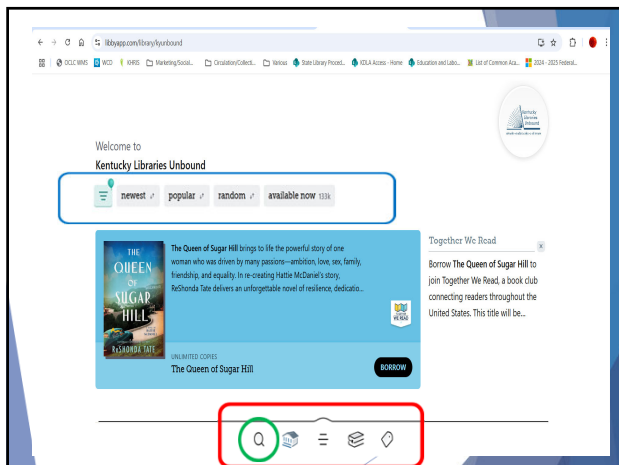 libbyapp.com/library/kyunbound
OCLC WMS WCD KHRIS Marketing/Social... Circulation/Collecti... Various State Library Proced... KDLA Access - Home Education and Labo... List of Common Aca... 2024 - 2025 Federal...
Kentucky
Libraries
Unbound
Welcome to
Kentucky Libraries Unbound
newest popular random available now 133k
THE
QUEEN
OF
SUGAR
HILL
ReSHONDA TATE
The Queen of Sugar Hill brings to life the powerful story of one
woman who was driven by many passions—ambition, love, sex, family,
friendship, and equality. In re-creating Hattie McDaniel's story,
ReShonda Tate delivers an unforgettable novel of resilience, dedicatio...
WE READ
UNLIMITED COPIES
The Queen of Sugar Hill
BORROW
Together We Read
Borrow The Queen of Sugar Hill to
join Together We Read, a book club
connecting readers throughout the
United States. This title will be...